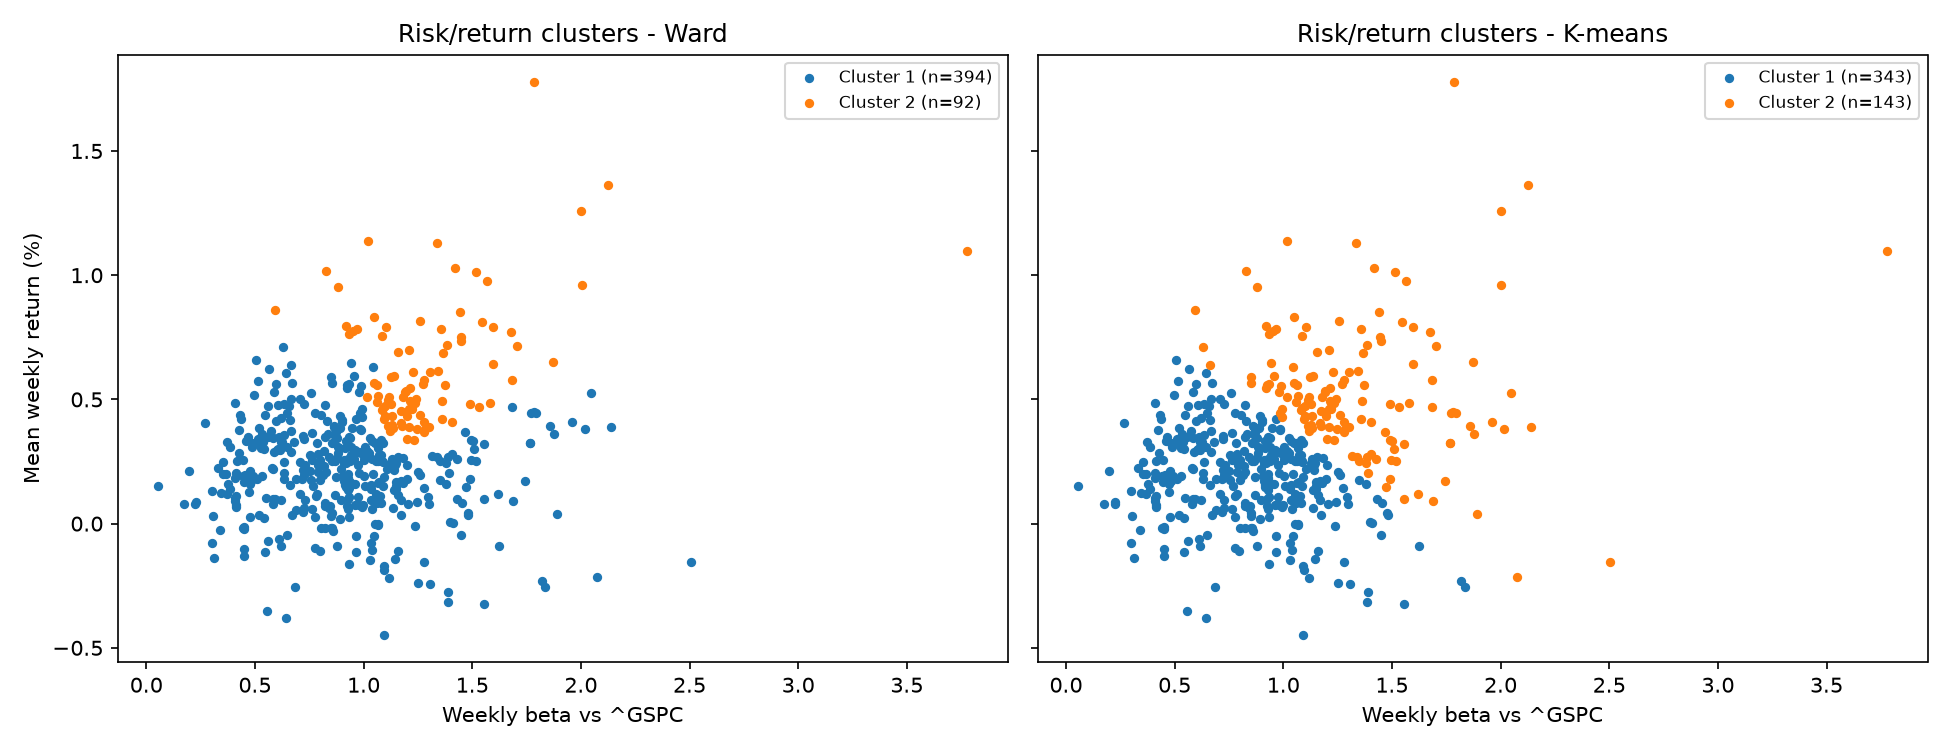 Risk/return clusters - Ward
Cluster 1 (n=394)
Cluster 2 (n=92)
Mean weekly return (%)
1.5
1.0
0.5
0.0
−0.5
0.0 0.5 1.0 1.5 2.0 2.5 3.0 3.5
Weekly beta vs ^GSPC
Risk/return clusters - K-means
Cluster 1 (n=343)
Cluster 2 (n=143)
0.0 0.5 1.0 1.5 2.0 2.5 3.0 3.5
Weekly beta vs ^GSPC